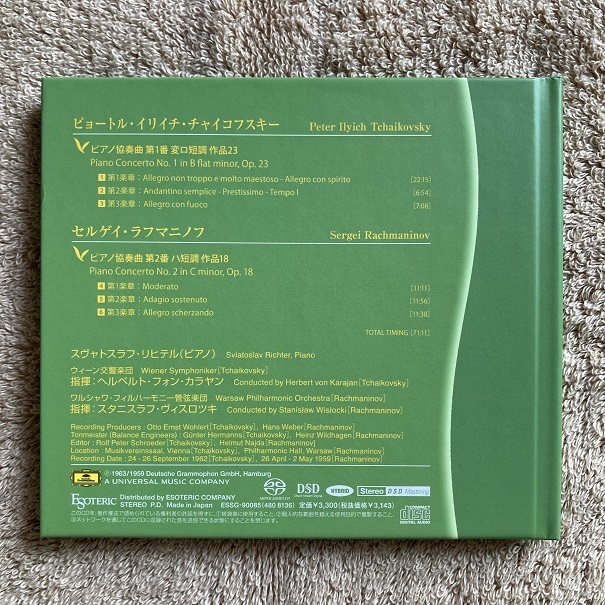 ピョートル・イリイチ・チャイコフスキー Peter Ilyich Tchaikovsky
ピアノ協奏曲 第1番 変ロ短調 作品23
Piano Concerto No. 1 in B flat minor, Op. 23
1 第1楽章：Allegro non troppo e molto maestoso - Allegro con spirito [22:15]
2 第2楽章：Andantino semplice - Prestissimo - Tempo I [6:54]
3 第3楽章：Allegro con fuoco [7:08]
セルゲイ・ラフマニノフ Sergei Rachmaninov
ピアノ協奏曲 第2番 ハ短調 作品18
Piano Concerto No. 2 in C minor, Op. 18
4 第1楽章：Moderato [11:11]
5 第2楽章：Adagio sostenuto [11:56]
6 第3楽章：Allegro scherzando [11:38]
TOTAL TIMING [71:11]
スヴャトスラフ・リヒテル(ピアノ) Sviatoslav Richter, Piano
ウィーン交響楽団 Wiener Symphoniker [Tchaikovsky]
指揮：ヘルベルト・フォン・カラヤン Conducted by Herbert von Karajan [Tchaikovsky]
ワルシャワ・フィルハーモニー管弦楽団 Warsaw Philharmonic Orchestra [Rachmaninov]
指揮：スタニスラフ・ヴィスロツキ Conducted by Stanisław Wisłocki [Rachmaninov]
Recording Producers : Otto Ernst Wohlert [Tchaikovsky], Hans Weber [Rachmaninov]
Tonmeister (Balance Engineers) : Günter Hermanns [Tchaikovsky], Heinz Wildhagen [Rachmaninov]
Editor : Rolf Peter Schroeder [Tchaikovsky], Helmut Najda [Rachmaninov]
Location : Musikvereinssaal, Vienna [Tchaikovsky], Philharmonic Hall, Warsaw [Rachmaninov]
Recording Date : 24 - 26 September 1962 [Tchaikovsky], 26 April - 2 May 1959 [Rachmaninov]
℗ 1963/1959 Deutsche Grammophon GmbH, Hamburg
A UNIVERSAL MUSIC COMPANY
ESOTERIC Distributed by ESOTERIC COMPANY
STEREO P.D. Made in Japan ESSG-90085 (480 8136) 定価¥3,300[税抜価格¥3,143]
SUPER AUDIO CD DSD Direct Stream Digital HYBRID Stereo DSD Mastering
COMPACT disc DIGITAL AUDIO